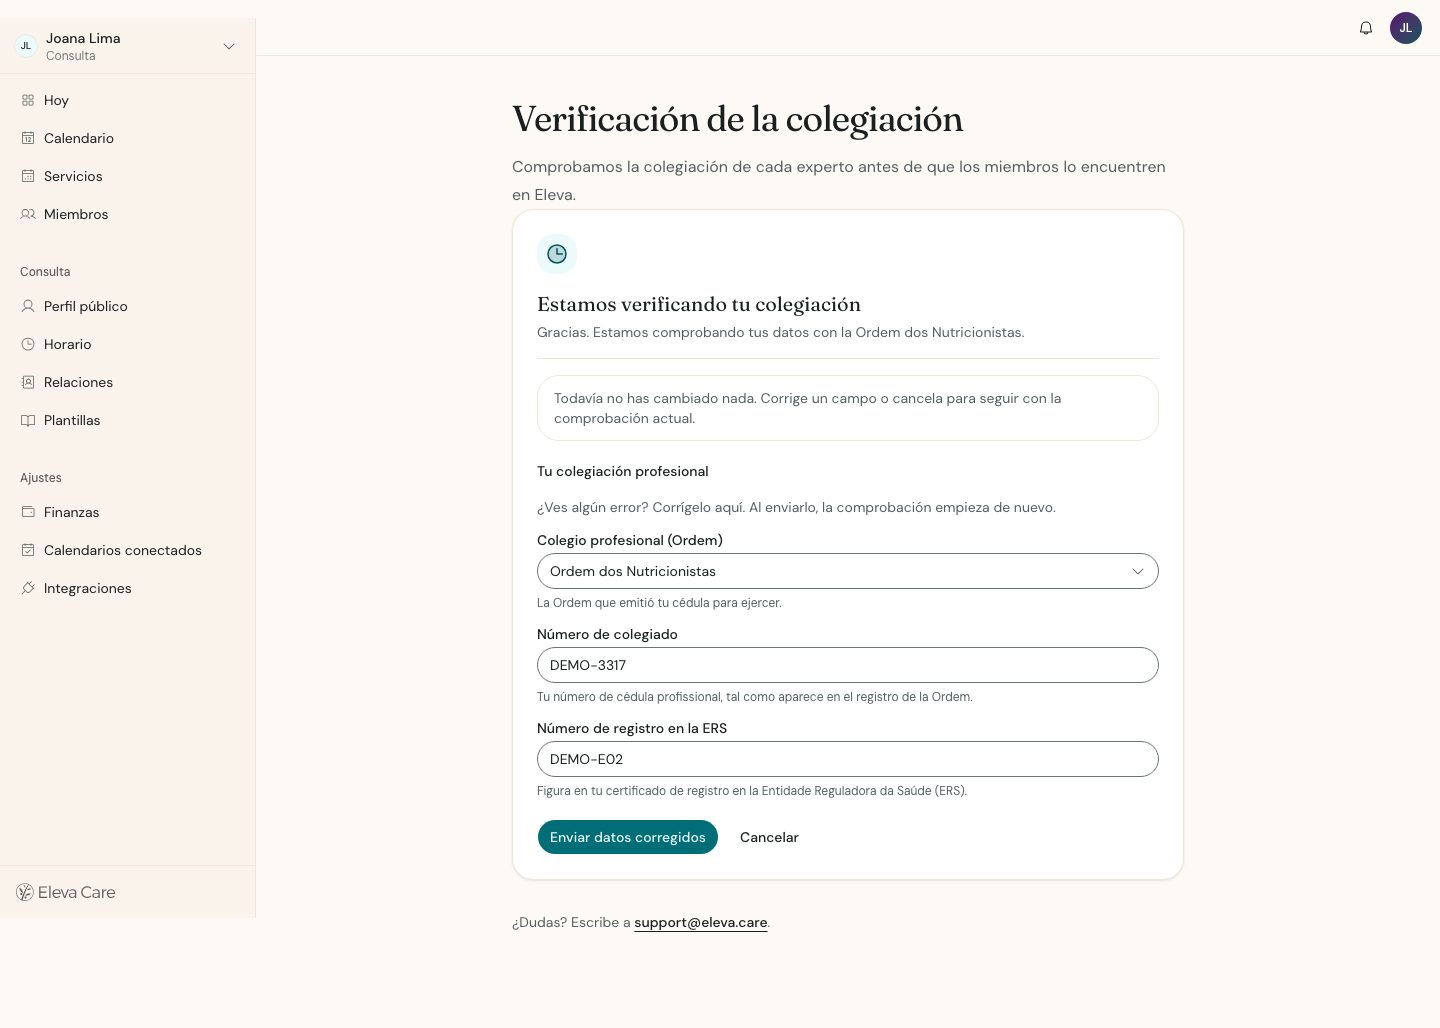 JL
Joana Lima
Consulta
JL
Hoy
Calendario
Servicios
Miembros
Consulta
Perfil público
Horario
Relaciones
Plantillas
Ajustes
Finanzas
Calendarios conectados
Integraciones
Eleva Care
Verificación de la colegiación
Comprobamos la colegiación de cada experto antes de que los miembros lo encuentren
en Eleva.
Estamos verificando tu colegiación
Gracias. Estamos comprobando tus datos con la Ordem dos Nutricionistas.
Todavía no has cambiado nada. Corrige un campo o cancela para seguir con la
comprobación actual.
Tu colegiación profesional
¿Ves algún error? Corrígelo aquí. Al enviarlo, la comprobación empieza de nuevo.
Colegio profesional (Ordem)
Ordem dos Nutricionistas
La Ordem que emitió tu cédula para ejercer.
Número de colegiado
DEMO-3317
Tu número de cédula profissional, tal como aparece en el registro de la Ordem.
Número de registro en la ERS
DEMO-E02
Figura en tu certificado de registro en la Entidade Reguladora da Saúde (ERS).
Enviar datos corregidos
Cancelar
¿Dudas? Escribe a support@eleva.care.